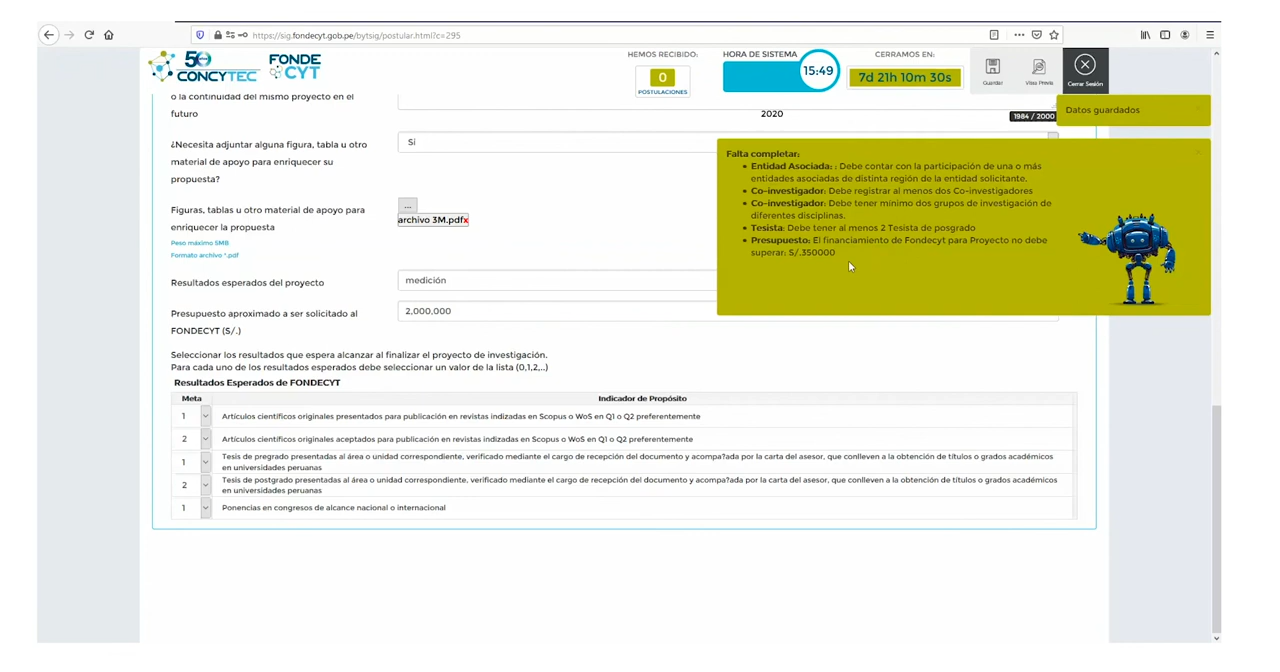 https://sig.fondecyt.gob.pe/bytsig/postular.html?c=295
50
CONCYTEC
FONDE
CYT
HEMOS RECIBIDO:
0
POSTULACIONES
HORA DE SISTEMA
15:49
CERRAMOS EN:
7d 21h 10m 30s
Guardar
Vista Previa
Cerrar Sesión
Datos guardados
o la continuidad del mismo proyecto en el
futuro
2020
1984 / 2000
¿Necesita adjuntar alguna figura, tabla u otro
material de apoyo para enriquecer su
propuesta?
Si
Falta completar:
Entidad Asociada: : Debe contar con la participación de una o más
entidades asociadas de distinta región de la entidad solicitante.
Co-investigador: Debe registrar al menos dos Co-investigadores
Co-investigador: Debe tener mínimo dos grupos de investigación de
diferentes disciplinas.
Tesista: Debe tener al menos 2 Tesista de posgrado
Presupuesto: El financiamiento de Fondecyt para Proyecto no debe
superar: S/.350000
Figuras, tablas u otro material de apoyo para
enriquecer la propuesta
Peso máximo 5MB
Formato archivo *.pdf
...
archivo 3M.pdfx
Resultados esperados del proyecto
medición
Presupuesto aproximado a ser solicitado al
FONDECYT (S/.)
2,000,000
Seleccionar los resultados que espera alcanzar al finalizar el proyecto de investigación.
Para cada uno de los resultados esperados debe seleccionar un valor de la lista (0,1,2,..)
Resultados Esperados de FONDECYT
Meta Indicador de Propósito
1 Artículos científicos originales presentados para publicación en revistas indizadas en Scopus o WoS en Q1 o Q2 preferentemente
2 Artículos científicos originales aceptados para publicación en revistas indizadas en Scopus o WoS en Q1 o Q2 preferentemente
1 Tesis de pregrado presentadas al área o unidad correspondiente, verificado mediante el cargo de recepción del documento y acompa?ada por la carta del asesor, que conlleven a la obtención de títulos o grados académicos
en universidades peruanas
2 Tesis de postgrado presentadas al área o unidad correspondiente, verificado mediante el cargo de recepción del documento y acompa?ada por la carta del asesor, que conlleven a la obtención de títulos o grados académicos
en universidades peruanas
1 Ponencias en congresos de alcance nacional o internacional